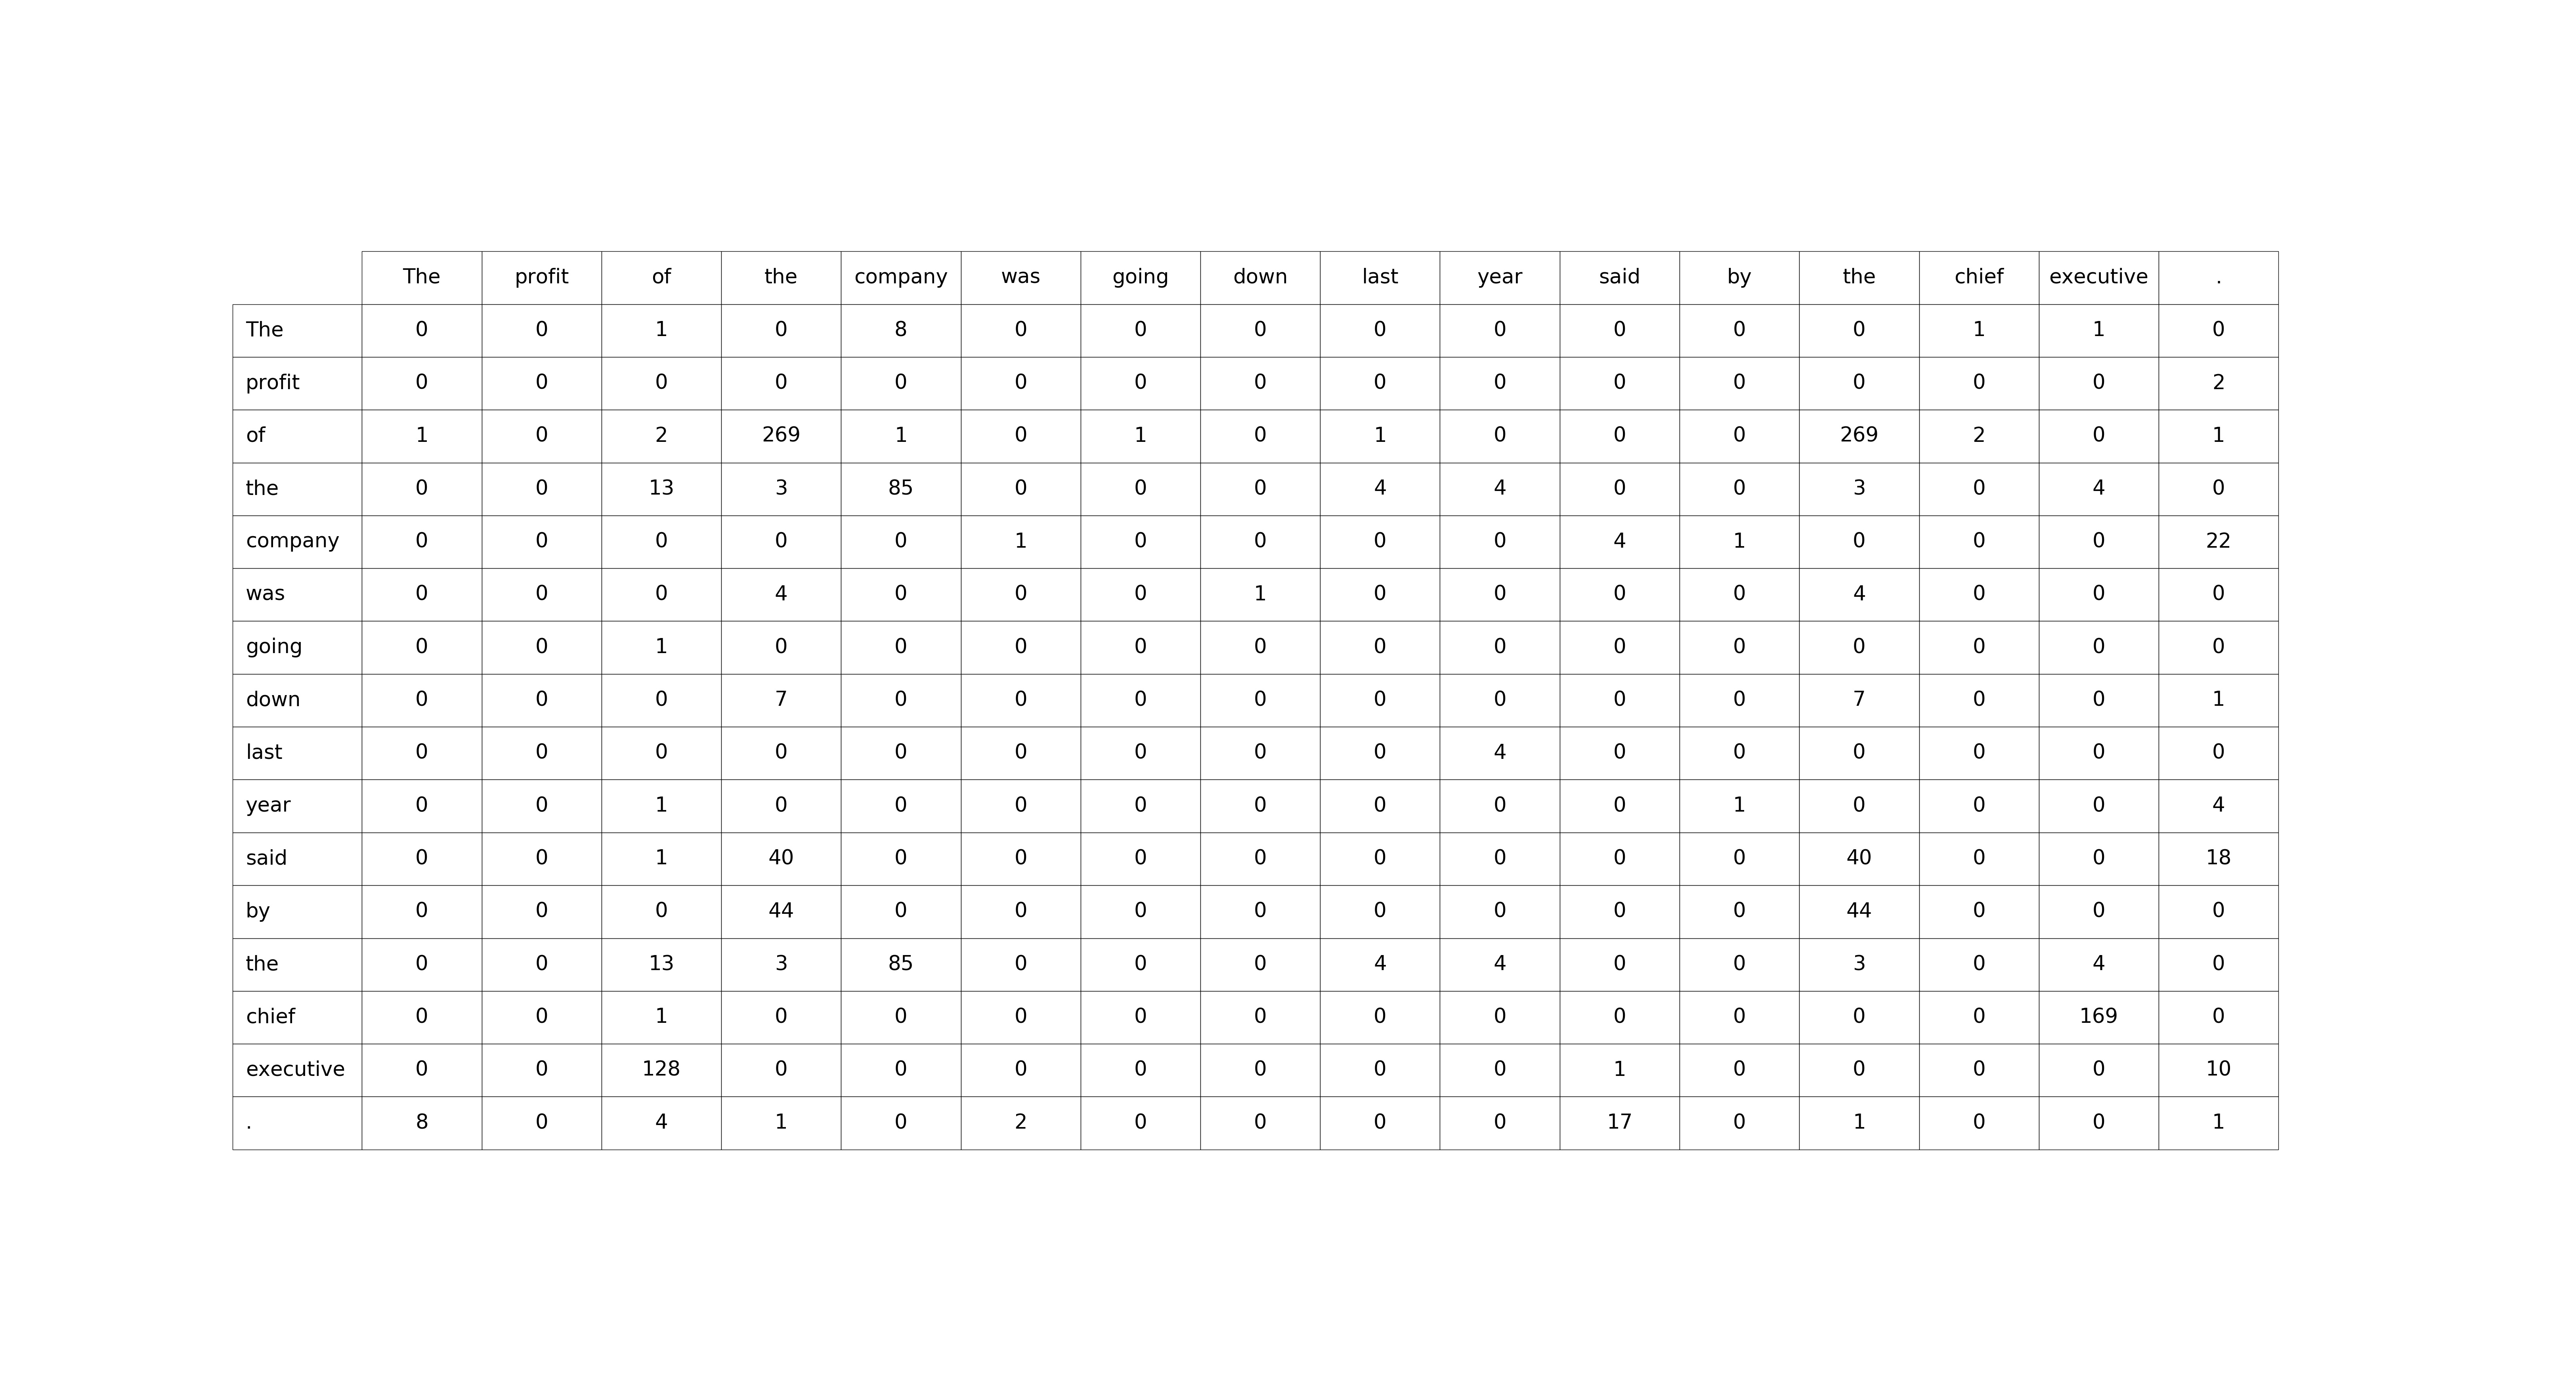 The profit of the company was going down last year said by the chief executive .
The 0 0 1 0 8 0 0 0 0 0 0 0 0 1 1 0
profit 0 0 0 0 0 0 0 0 0 0 0 0 0 0 0 2
of 1 0 2 269 1 0 1 0 1 0 0 0 269 2 0 1
the 0 0 13 3 85 0 0 0 4 4 0 0 3 0 4 0
company 0 0 0 0 0 1 0 0 0 0 4 1 0 0 0 22
was 0 0 0 4 0 0 0 1 0 0 0 0 4 0 0 0
going 0 0 1 0 0 0 0 0 0 0 0 0 0 0 0 0
down 0 0 0 7 0 0 0 0 0 0 0 0 7 0 0 1
last 0 0 0 0 0 0 0 0 0 4 0 0 0 0 0 0
year 0 0 1 0 0 0 0 0 0 0 0 1 0 0 0 4
said 0 0 1 40 0 0 0 0 0 0 0 0 40 0 0 18
by 0 0 0 44 0 0 0 0 0 0 0 0 44 0 0 0
the 0 0 13 3 85 0 0 0 4 4 0 0 3 0 4 0
chief 0 0 1 0 0 0 0 0 0 0 0 0 0 0 169 0
executive 0 0 128 0 0 0 0 0 0 0 1 0 0 0 0 10
. 8 0 4 1 0 2 0 0 0 0 17 0 1 0 0 1